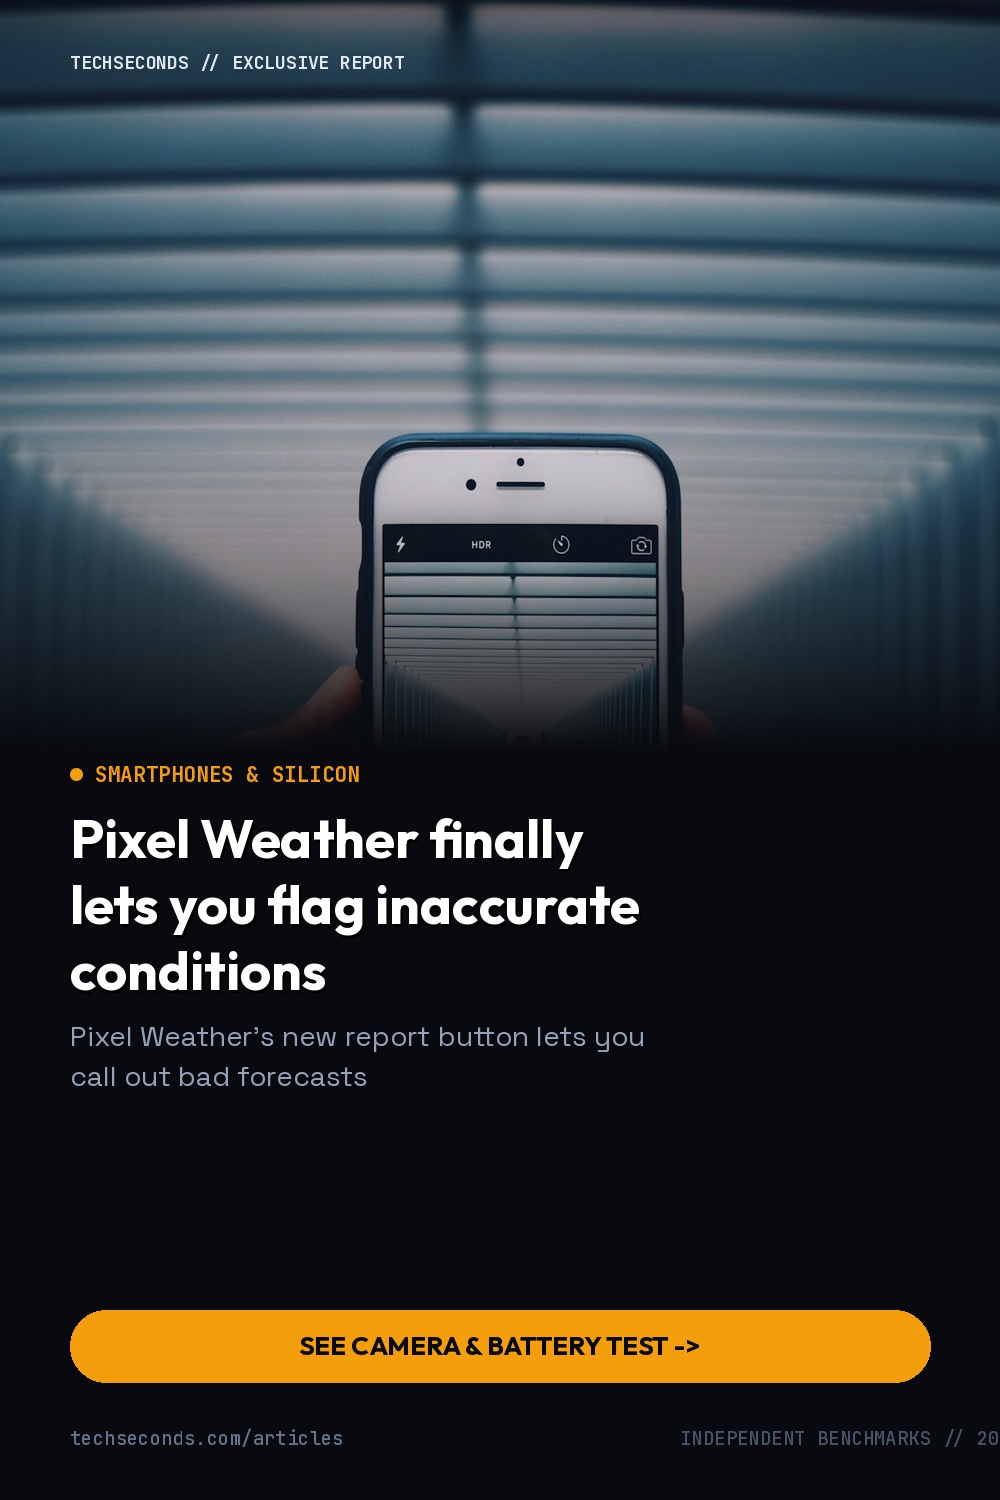 TECHSECONDS // EXCLUSIVE REPORT
HDR
SMARTPHONES & SILICON
Pixel Weather finally
lets you flag inaccurate
conditions
Pixel Weather's new report button lets you
call out bad forecasts
SEE CAMERA & BATTERY TEST ->
techseconds.com/articles
INDEPENDENT BENCHMARKS // 20